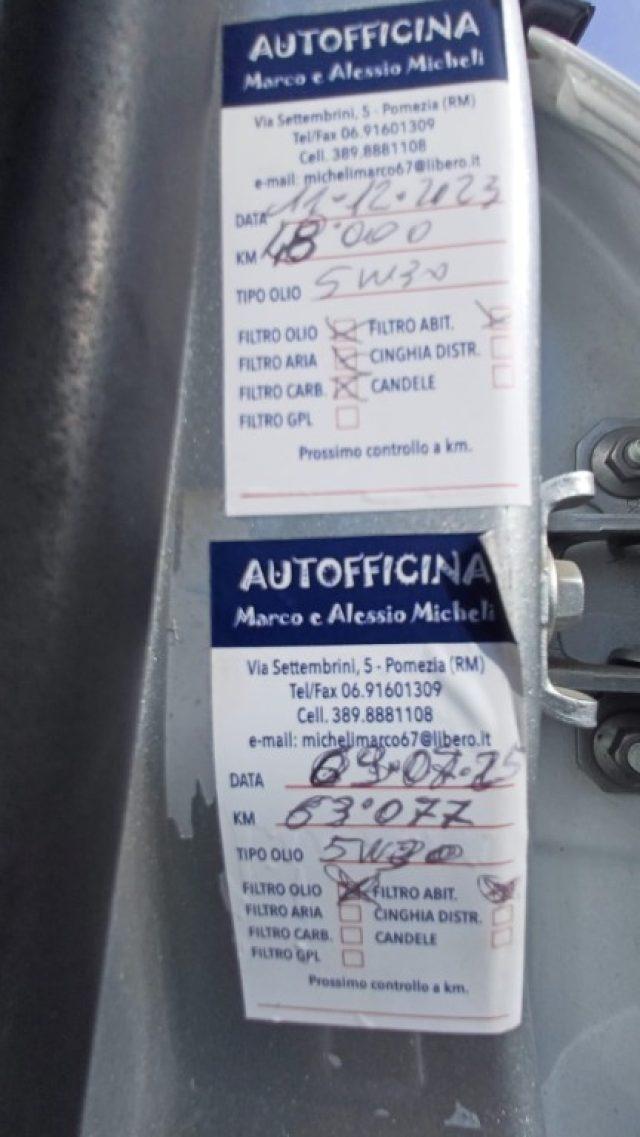 AUTOFFICINA
Marco e Alessio Micheli
Via Settembrini, 5 - Pomezia (RM)
Tel/Fax 06.91601309
Cell. 389.8881108
e-mail: michelimarco67@libero.it
DATA 11-12-2023
KM 48.000
TIPO OLIO 5W30
FILTRO OLIO FILTRO ABIT.
FILTRO ARIA CINGHIA DISTR.
FILTRO CARB. CANDELE
FILTRO GPL
Prossimo controllo a km.
AUTOFFICINA
Marco e Alessio Micheli
Via Settembrini, 5 - Pomezia (RM)
Tel/Fax 06.91601309
Cell. 389.8881108
e-mail: michelimarco67@libero.it
DATA
KM 63.077
TIPO OLIO 5W30
FILTRO OLIO FILTRO ABIT.
FILTRO ARIA CINGHIA DISTR.
FILTRO CARB. CANDELE
FILTRO GPL
Prossimo controllo a km.